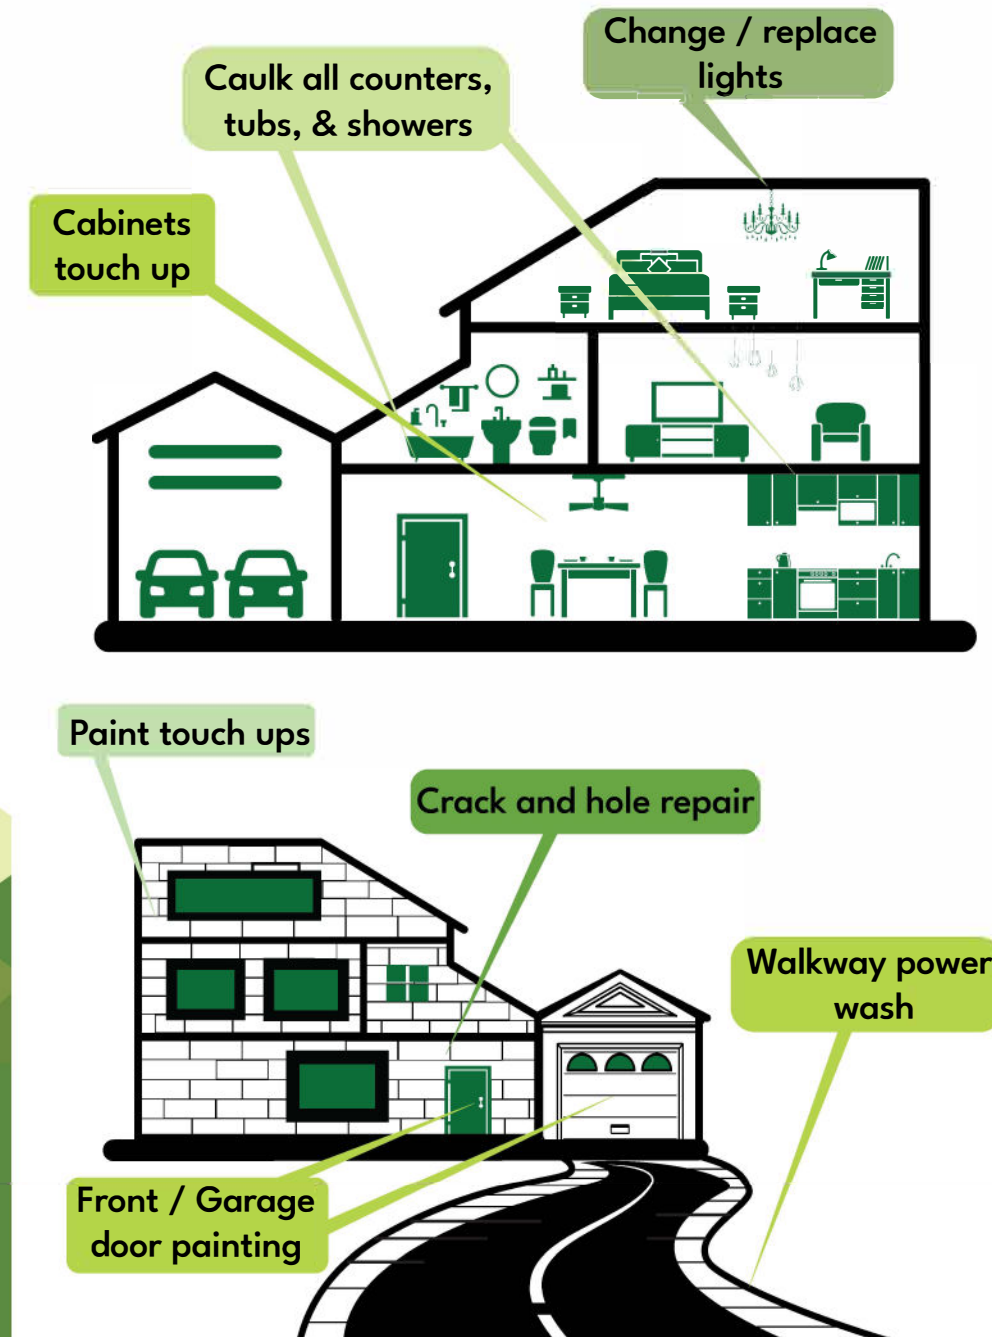 Change / replace
lights
Caulk all counters,
tubs, & showers
Cabinets
touch up
Paint touch ups
Crack and hole repair
Walkway power
wash
Front / Garage
door painting